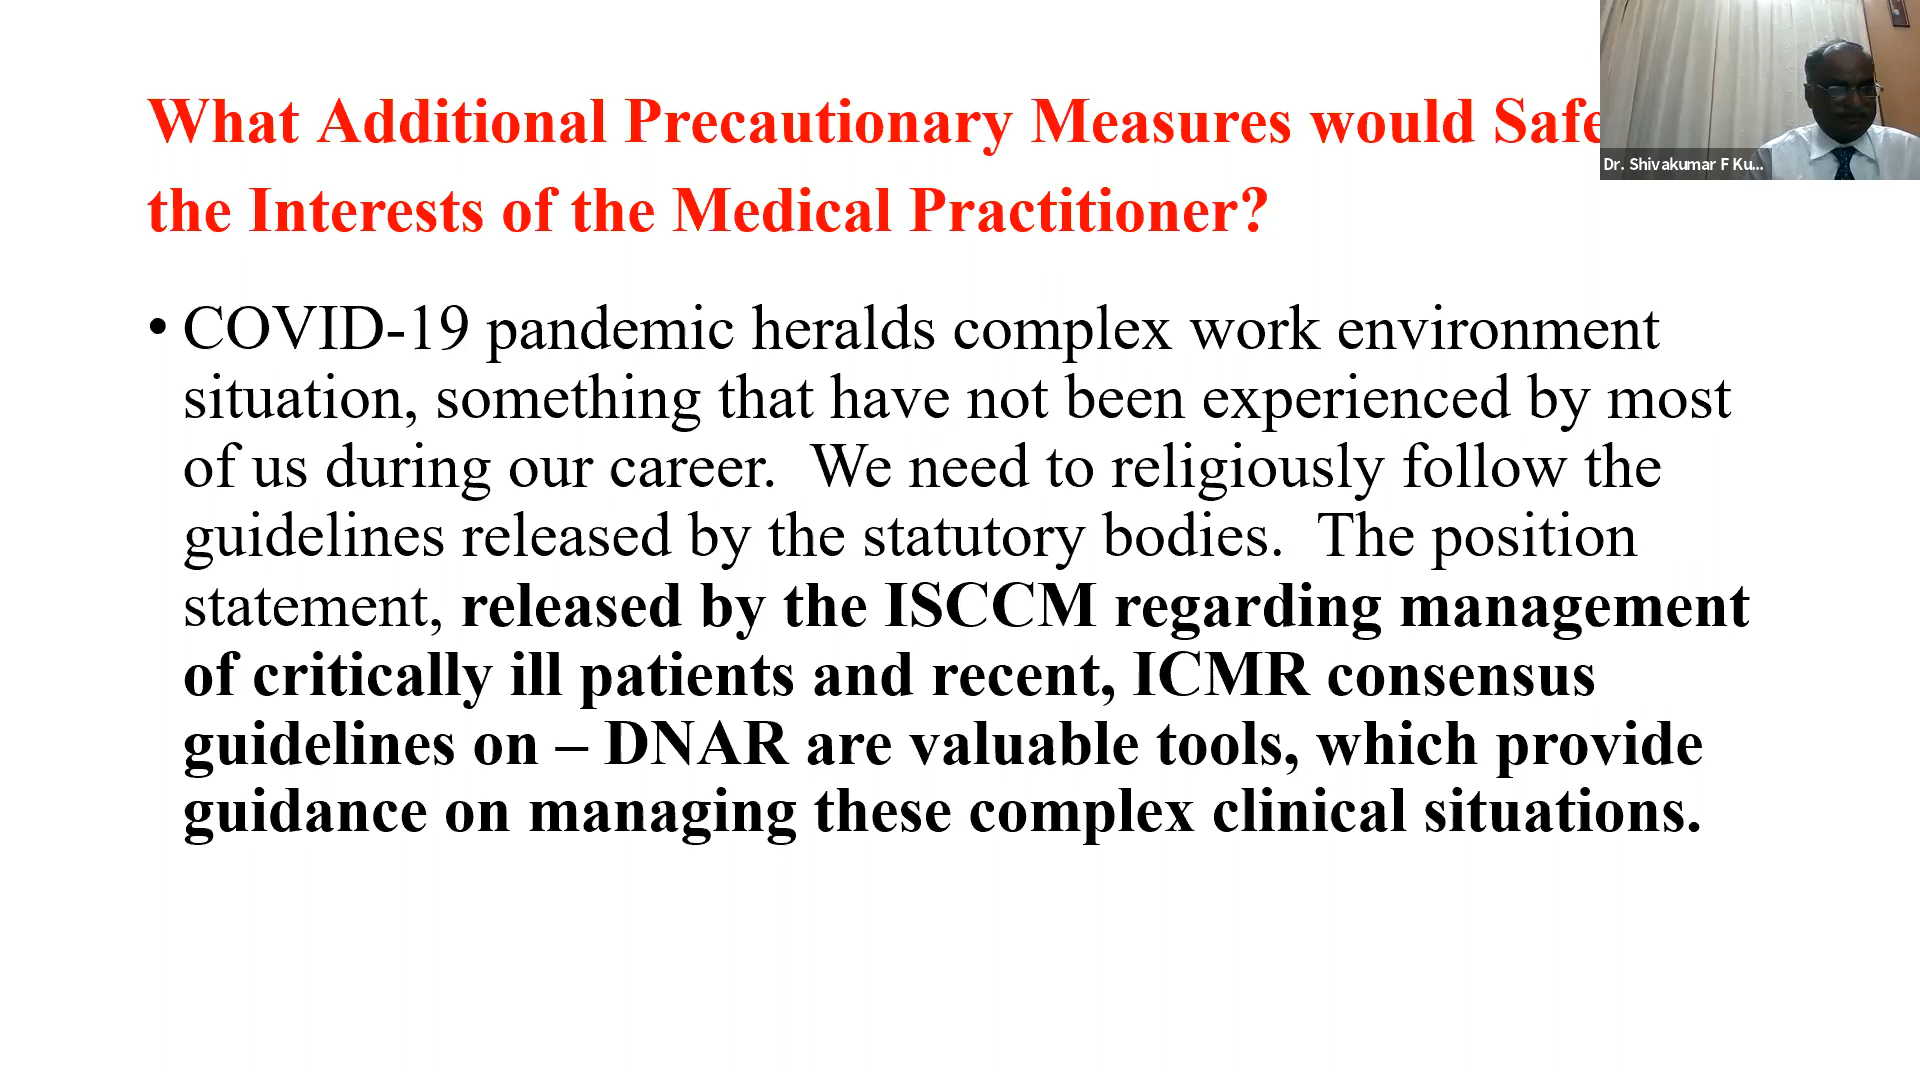 What Additional Precautionary Measures would Safe
the Interests of the Medical Practitioner?
• COVID-19 pandemic heralds complex work environment
situation, something that have not been experienced by most
of us during our career.  We need to religiously follow the
guidelines released by the statutory bodies.  The position
statement, released by the ISCCM regarding management
of critically ill patients and recent, ICMR consensus
guidelines on – DNAR are valuable tools, which provide
guidance on managing these complex clinical situations.
Dr. Shivakumar F Ku...